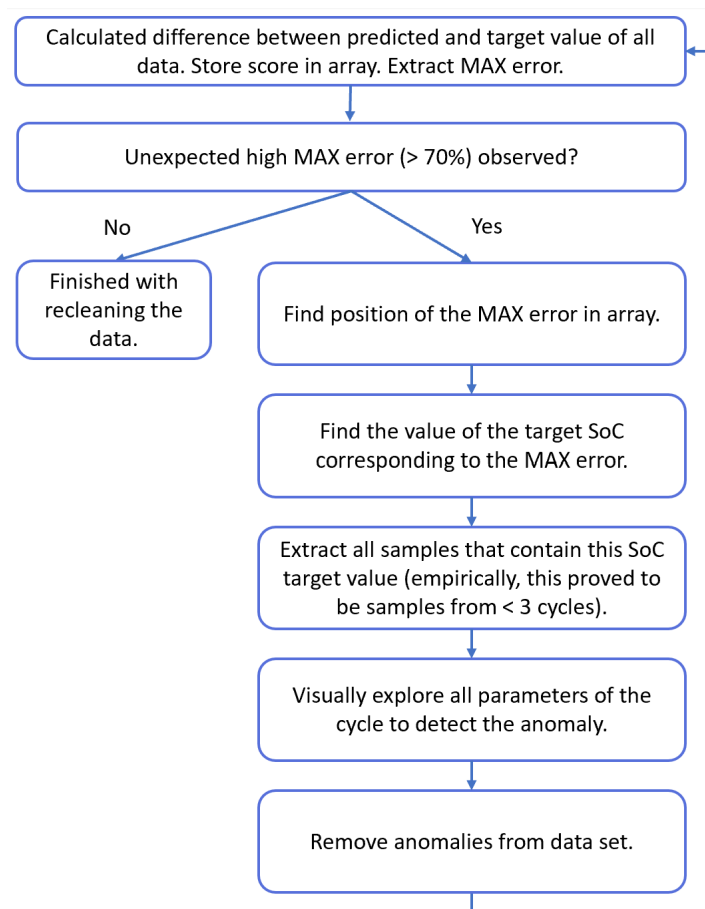 Calculated difference between predicted and target value of all
data. Store score in array. Extract MAX error.
Unexpected high MAX error (> 70%) observed?
No
Yes
Finished with
recleaning the
data.
Find position of the MAX error in array.
Find the value of the target SoC
corresponding to the MAX error.
Extract all samples that contain this SoC
target value (empirically, this proved to
be samples from < 3 cycles).
Visually explore all parameters of the
cycle to detect the anomaly.
Remove anomalies from data set.